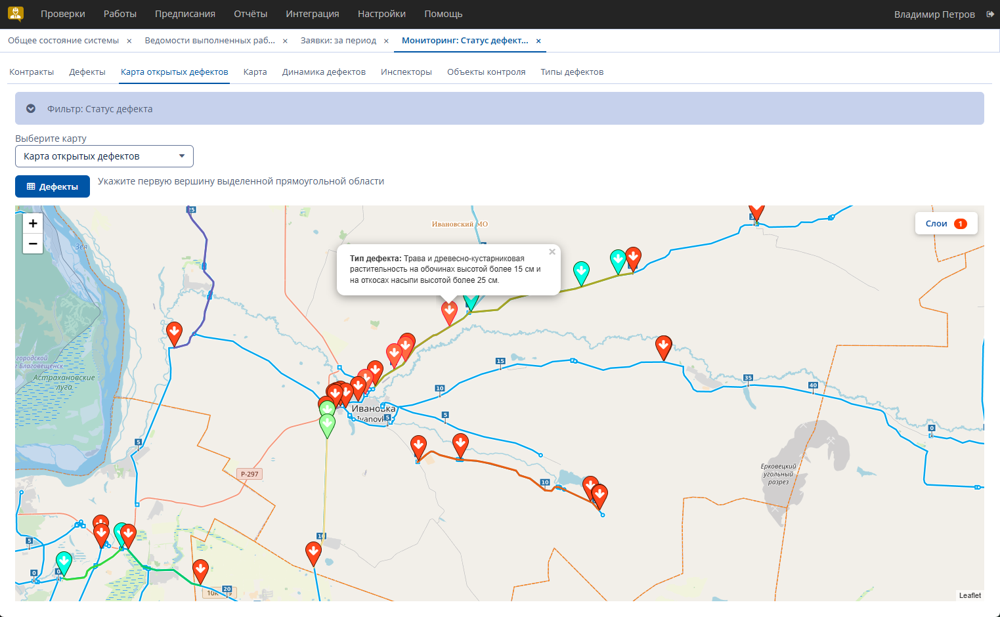 Проверки Работы Предписания Отчёты Интеграция Настройки Помощь Владимир Петров
Общее состояние системы × Ведомости выполненных раб... × Заявки: за период × Мониторинг: Статус дефект... ×
Контракты Дефекты Карта открытых дефектов Карта Динамика дефектов Инспекторы Объекты контроля Типы дефектов
Фильтр: Статус дефекта
Выберите карту
Карта открытых дефектов
Дефекты Укажите первую вершину выделенной прямоугольной области
25
+
−
Ивановский МО
Слои 1
Зея
Тип дефекта: Трава и древесно-кустарниковая
растительность на обочинах высотой более 15 см и
на откосах насыпи высотой более 25 см.
×
городской
Благовещенск
Астрахановские
луга
15
10
35
40
Ивановка
5
5
0
5
Р-297
10
Ерковецкий
угольный
разрез
5
10
0
0
20
Leaflet